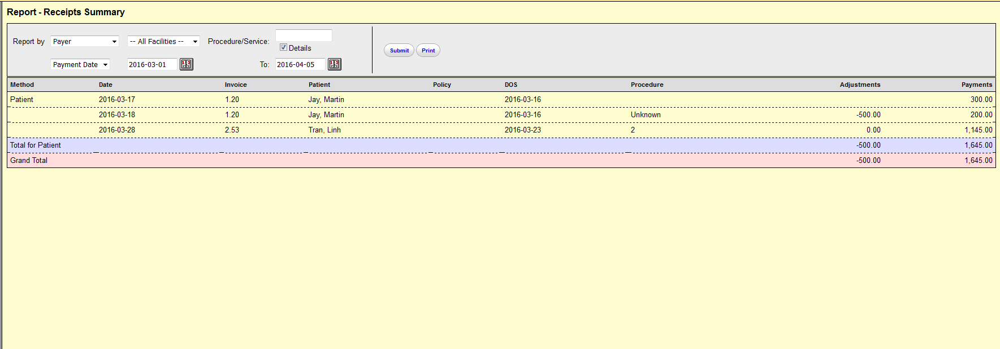 Report - Receipts Summary
Report by Payer -- All Facilities -- Procedure/Service:
Details
Payment Date 2016-03-01 To: 2016-04-05
Submit Print
Method Date Invoice Patient Policy DOS Procedure Adjustments Payments
Patient 2016-03-17 1.20 Jay, Martin 2016-03-16 300.00
2016-03-18 1.20 Jay, Martin 2016-03-16 Unknown -500.00 200.00
2016-03-28 2.53 Tran, Linh 2016-03-23 2 0.00 1,145.00
Total for Patient -500.00 1,645.00
Grand Total -500.00 1,645.00